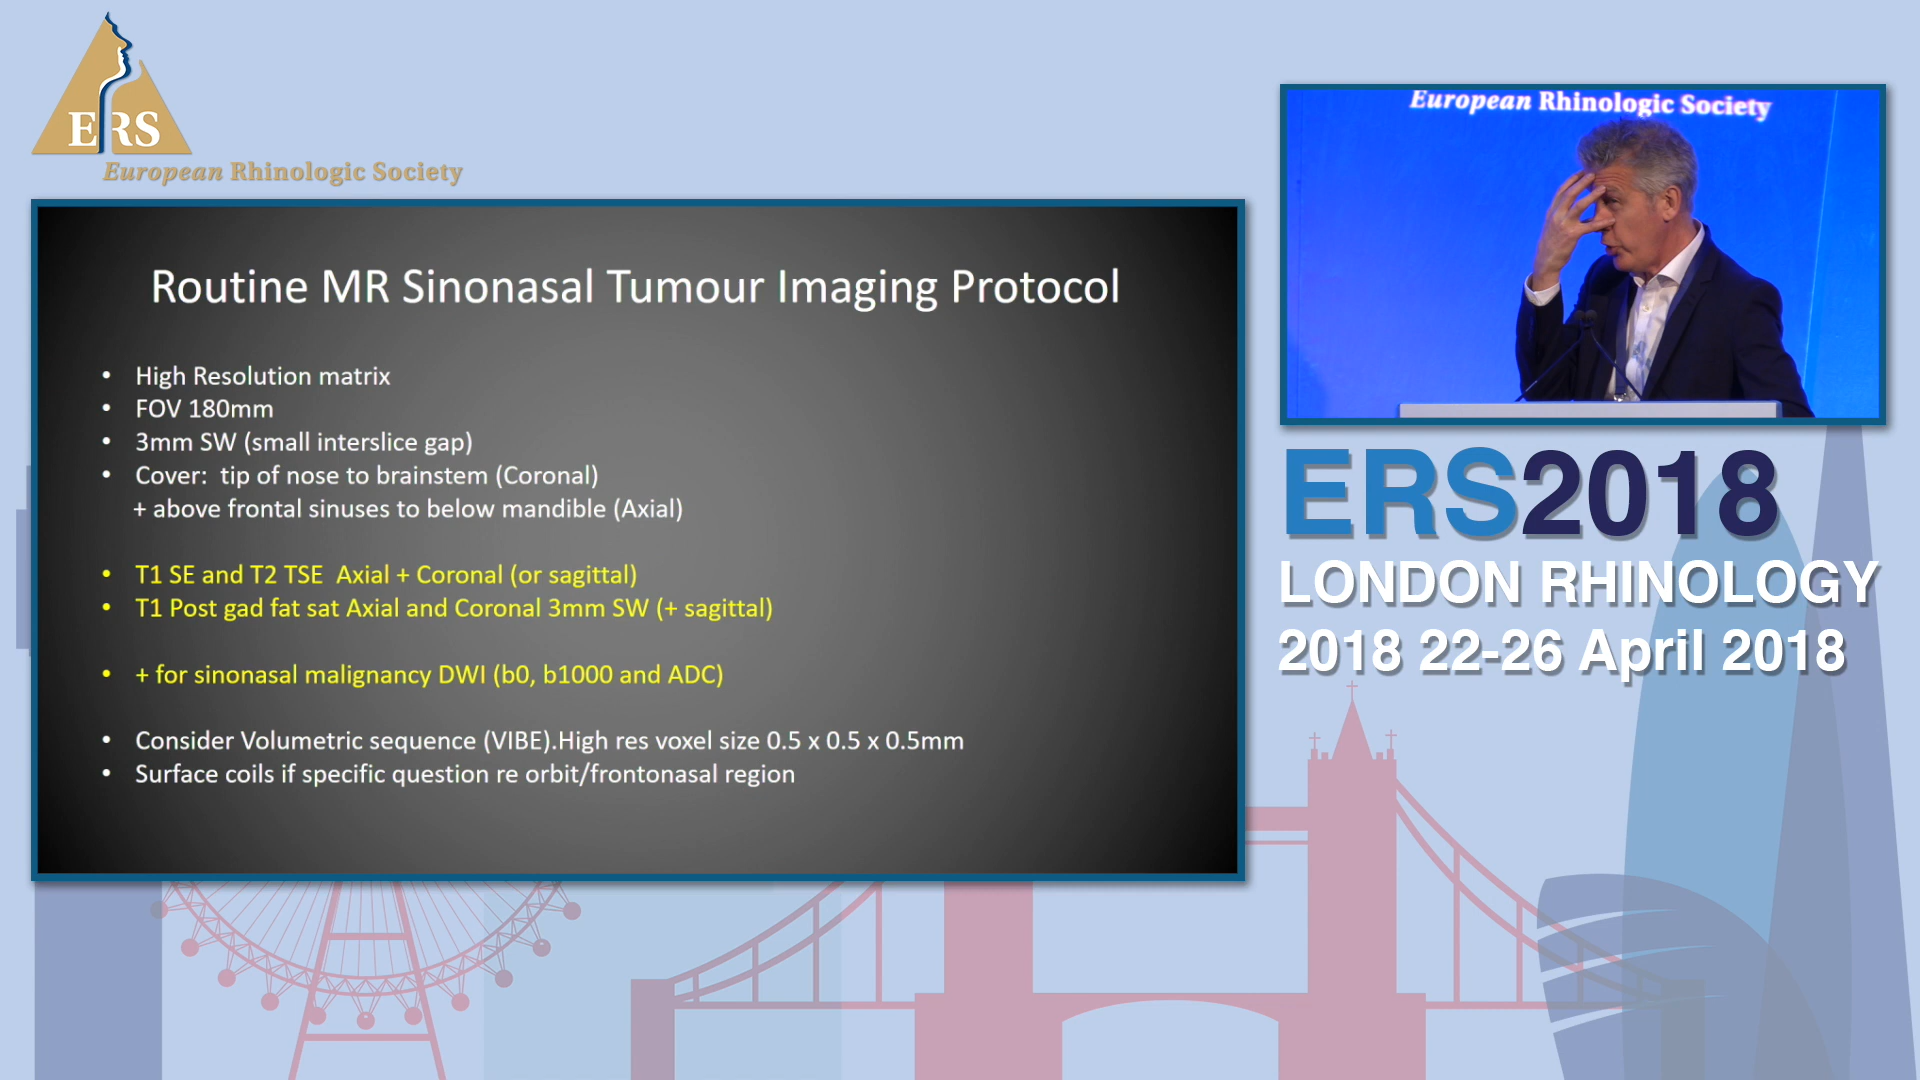 ERS
European Rhinologic Society
Routine MR Sinonasal Tumour Imaging Protocol
• High Resolution matrix
• FOV 180mm
• 3mm SW (small interslice gap)
• Cover: tip of nose to brainstem (Coronal)
+ above frontal sinuses to below mandible (Axial)
• T1 SE and T2 TSE Axial + Coronal (or sagittal)
• T1 Post gad fat sat Axial and Coronal 3mm SW (+ sagittal)
• + for sinonasal malignancy DWI (b0, b1000 and ADC)
• Consider Volumetric sequence (VIBE).High res voxel size 0.5 x 0.5 x 0.5mm
• Surface coils if specific question re orbit/frontonasal region
European Rhinologic Society
ERS2018
LONDON RHINOLOGY
2018 22-26 April 2018